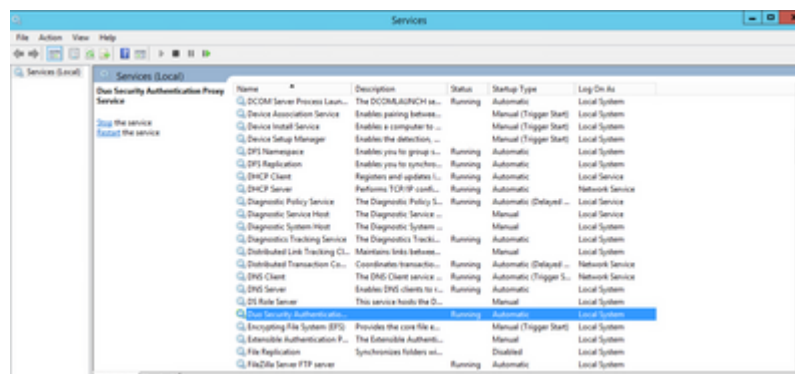 Services
File Action View Help
Services (Local)
Services (Local)
Duo Security Authentication Proxy
Service
Stop the service
Restart the service
Name Description Status Startup Type Log On As
DCOM Server Process Laun... The DCOMLAUNCH se... Running Automatic Local System
Device Association Service Enables pairing betwee... Manual (Trigger Start) Local System
Device Install Service Enables a computer to ... Manual (Trigger Start) Local System
Device Setup Manager Enables the detection, ... Manual (Trigger Start) Local System
DFS Namespace Enables you to group s... Running Automatic Local System
DFS Replication Enables you to synchro... Running Automatic Local System
DHCP Client Registers and updates I... Running Automatic Local Service
DHCP Server Performs TCP/IP confi... Running Automatic Network Service
Diagnostic Policy Service The Diagnostic Policy S... Running Automatic (Delayed ... Local Service
Diagnostic Service Host The Diagnostic Service ... Manual Local Service
Diagnostic System Host The Diagnostic System ... Manual Local System
Diagnostics Tracking Service The Diagnostics Tracki... Running Automatic Local System
Distributed Link Tracking Cl... Maintains links betwee... Manual Local System
Distributed Transaction Co... Coordinates transactio... Running Automatic (Delayed ... Network Service
DNS Client The DNS Client service ... Running Automatic (Trigger S... Network Service
DNS Server Enables DNS clients to r... Running Automatic Local System
DS Role Server This service hosts the D... Manual Local System
Duo Security Authenticatio... Running Automatic Local System
Encrypting File System (EFS) Provides the core file e... Manual (Trigger Start) Local System
Extensible Authentication P... The Extensible Authenti... Manual Local System
File Replication Synchronizes folders wi... Disabled Local System
FileZilla Server FTP server Running Automatic Local System